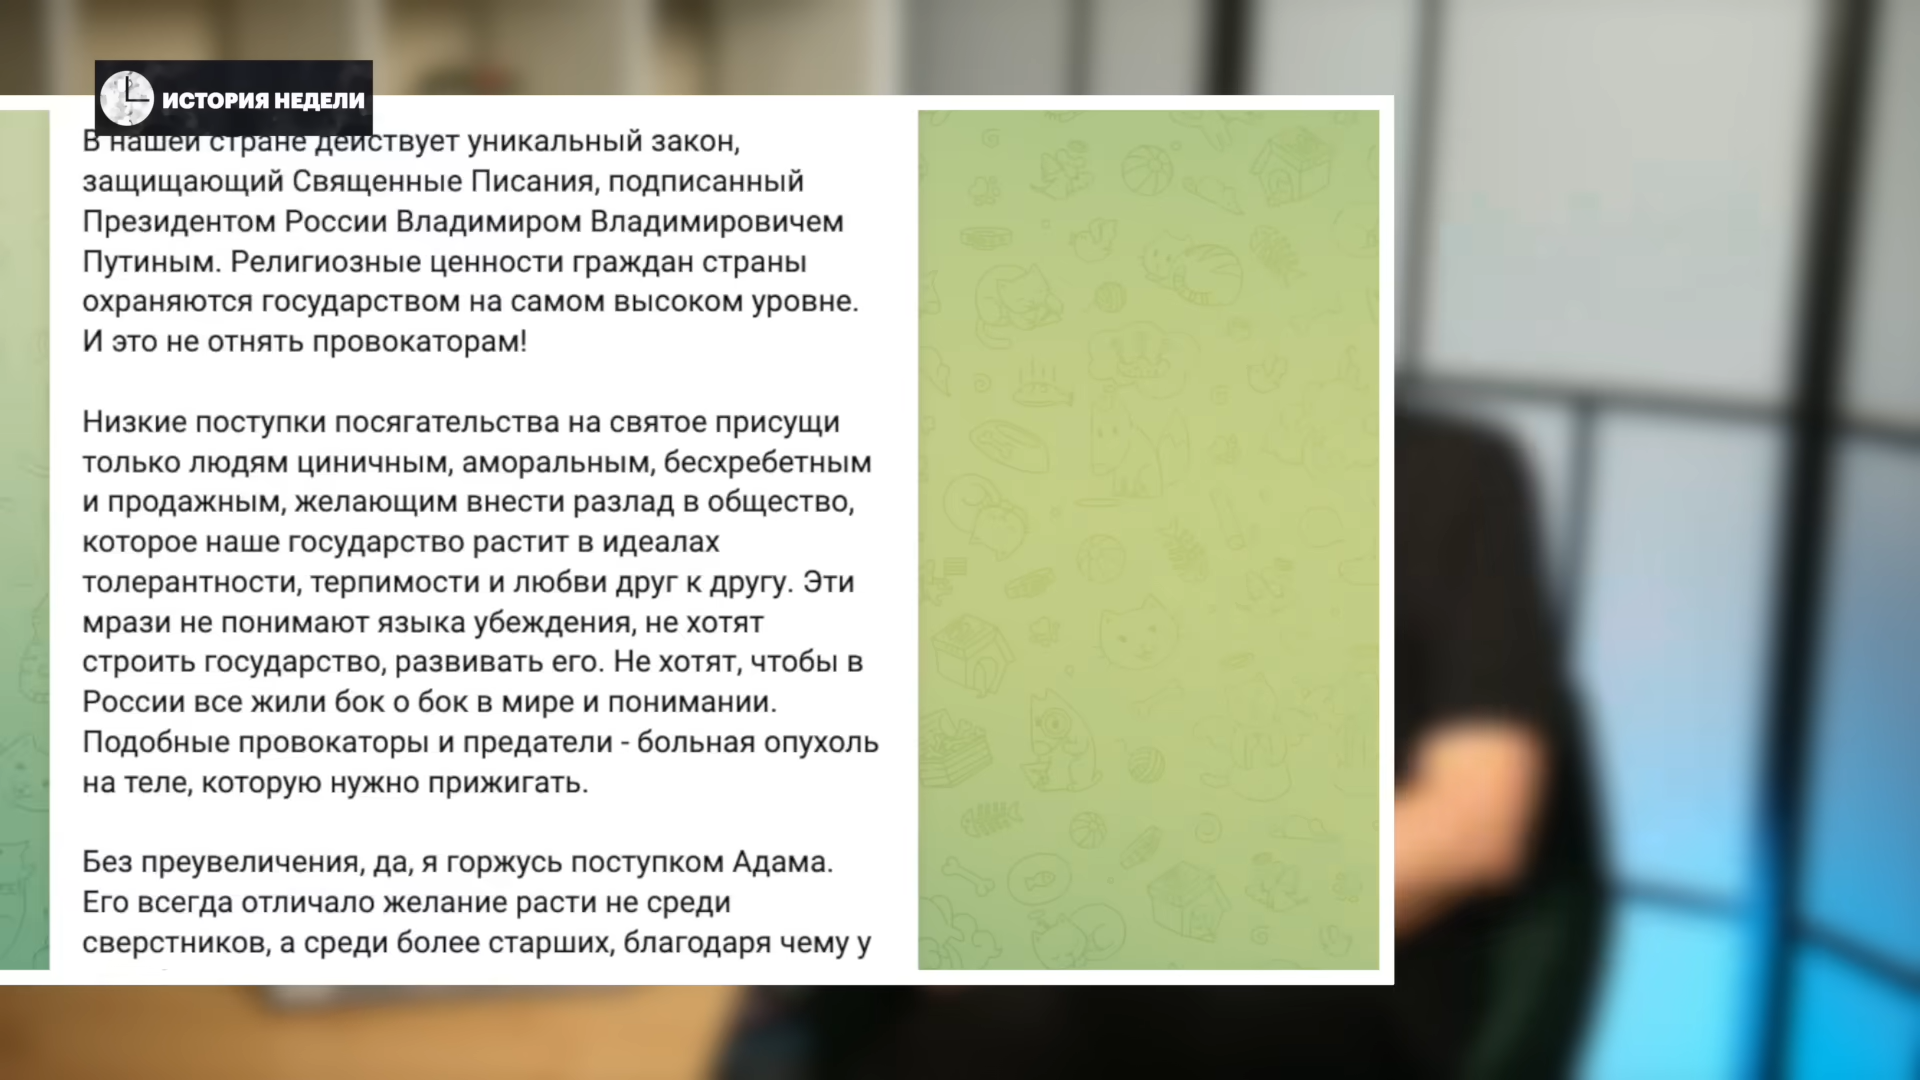 ИСТОРИЯ НЕДЕЛИ
В нашей стране действует уникальный закон,
защищающий Священные Писания, подписанный
Президентом России Владимиром Владимировичем
Путиным. Религиозные ценности граждан страны
охраняются государством на самом высоком уровне.
И это не отнять провокаторам!
Низкие поступки посягательства на святое присущи
только людям циничным, аморальным, бесхребетным
и продажным, желающим внести разлад в общество,
которое наше государство растит в идеалах
толерантности, терпимости и любви друг к другу. Эти
мрази не понимают языка убеждения, не хотят
строить государство, развивать его. Не хотят, чтобы в
России все жили бок о бок в мире и понимании.
Подобные провокаторы и предатели - больная опухоль
на теле, которую нужно прижигать.
Без преувеличения, да, я горжусь поступком Адама.
Его всегда отличало желание расти не среди
сверстников, а среди более старших, благодаря чему у